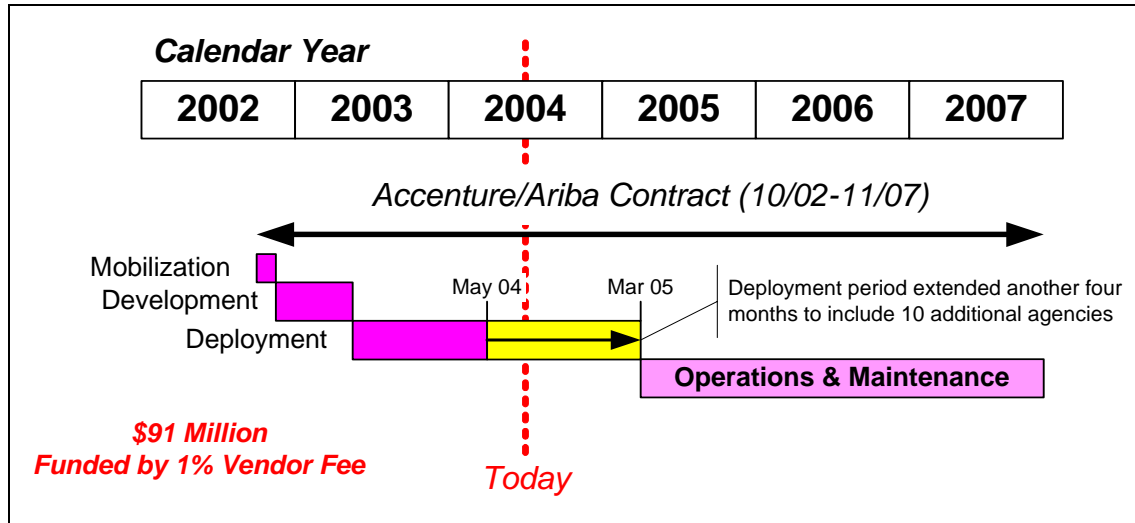 Calendar Year
2002 2003 2004 2005 2006 2007
Accenture/Ariba Contract (10/02-11/07)
Mobilization
Development
May 04
Mar 05
Deployment period extended another four
months to include 10 additional agencies
Deployment
Operations & Maintenance
$91 Million
Funded by 1% Vendor Fee
Today